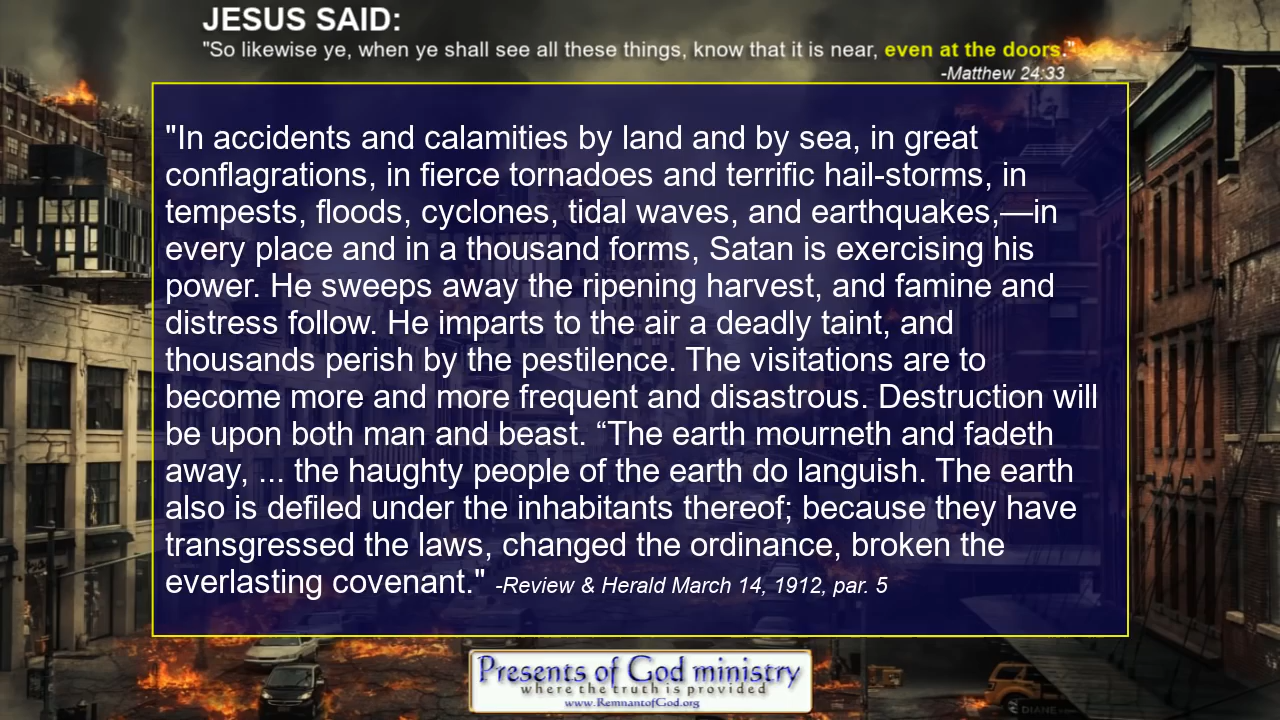 JESUS SAID:
"So likewise ye, when ye shall see all these things, know that it is near, even at the doors."
-Matthew 24:33
"In accidents and calamities by land and by sea, in great
conflagrations, in fierce tornadoes and terrific hail-storms, in
tempests, floods, cyclones, tidal waves, and earthquakes,—in
every place and in a thousand forms, Satan is exercising his
power. He sweeps away the ripening harvest, and famine and
distress follow. He imparts to the air a deadly taint, and
thousands perish by the pestilence. The visitations are to
become more and more frequent and disastrous. Destruction will
be upon both man and beast. “The earth mourneth and fadeth
away, ... the haughty people of the earth do languish. The earth
also is defiled under the inhabitants thereof; because they have
transgressed the laws, changed the ordinance, broken the
everlasting covenant." -Review & Herald March 14, 1912, par. 5
Presents of God ministry
where the truth is provided
www.RemnantofGod.org
DIANE.com